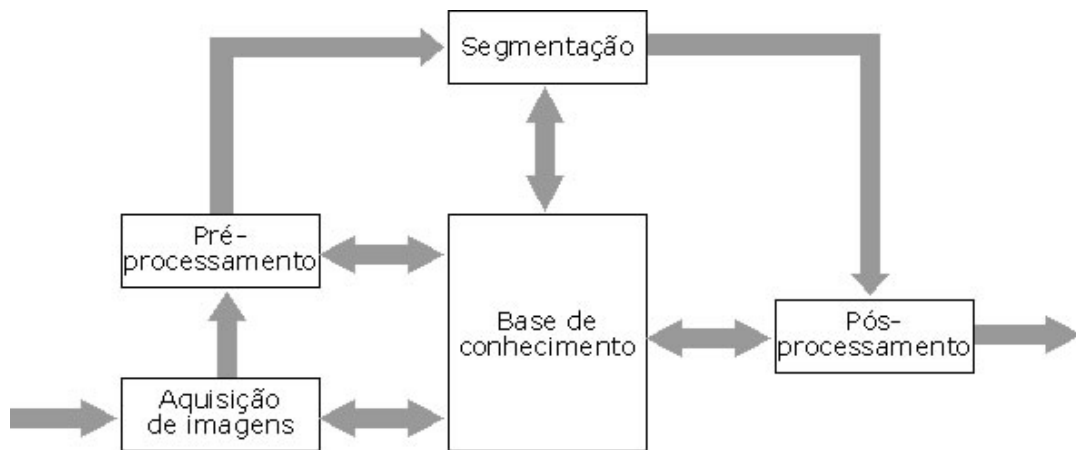 Segmentação
Pré-
processamento
Base de
conhecimento
Pós-
processamento
Aquisição
de imagens